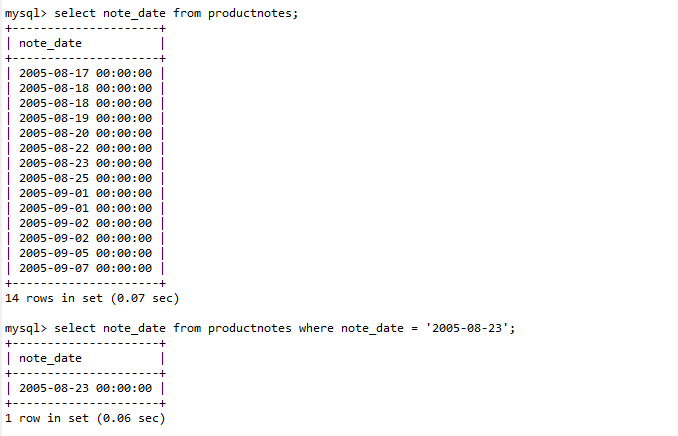 mysql> select note_date from productnotes;
+---------------------+
| note_date           |
+---------------------+
| 2005-08-17 00:00:00 |
| 2005-08-18 00:00:00 |
| 2005-08-18 00:00:00 |
| 2005-08-19 00:00:00 |
| 2005-08-20 00:00:00 |
| 2005-08-22 00:00:00 |
| 2005-08-23 00:00:00 |
| 2005-08-25 00:00:00 |
| 2005-09-01 00:00:00 |
| 2005-09-01 00:00:00 |
| 2005-09-02 00:00:00 |
| 2005-09-02 00:00:00 |
| 2005-09-05 00:00:00 |
| 2005-09-07 00:00:00 |
+---------------------+
14 rows in set (0.07 sec)
mysql> select note_date from productnotes where note_date = '2005-08-23';
+---------------------+
| note_date           |
+---------------------+
| 2005-08-23 00:00:00 |
+---------------------+
1 row in set (0.06 sec)